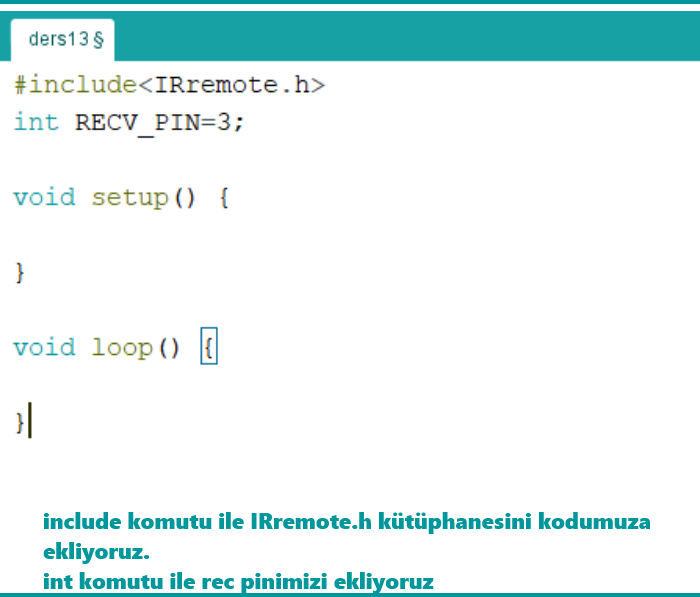 ders13 §
#include<IRremote.h>
int RECV_PIN=3;
void setup() {
}
void loop() {
}
include komutu ile IRremote.h kütüphanesini kodumuza
ekliyoruz.
int komutu ile rec pinimizi ekliyoruz